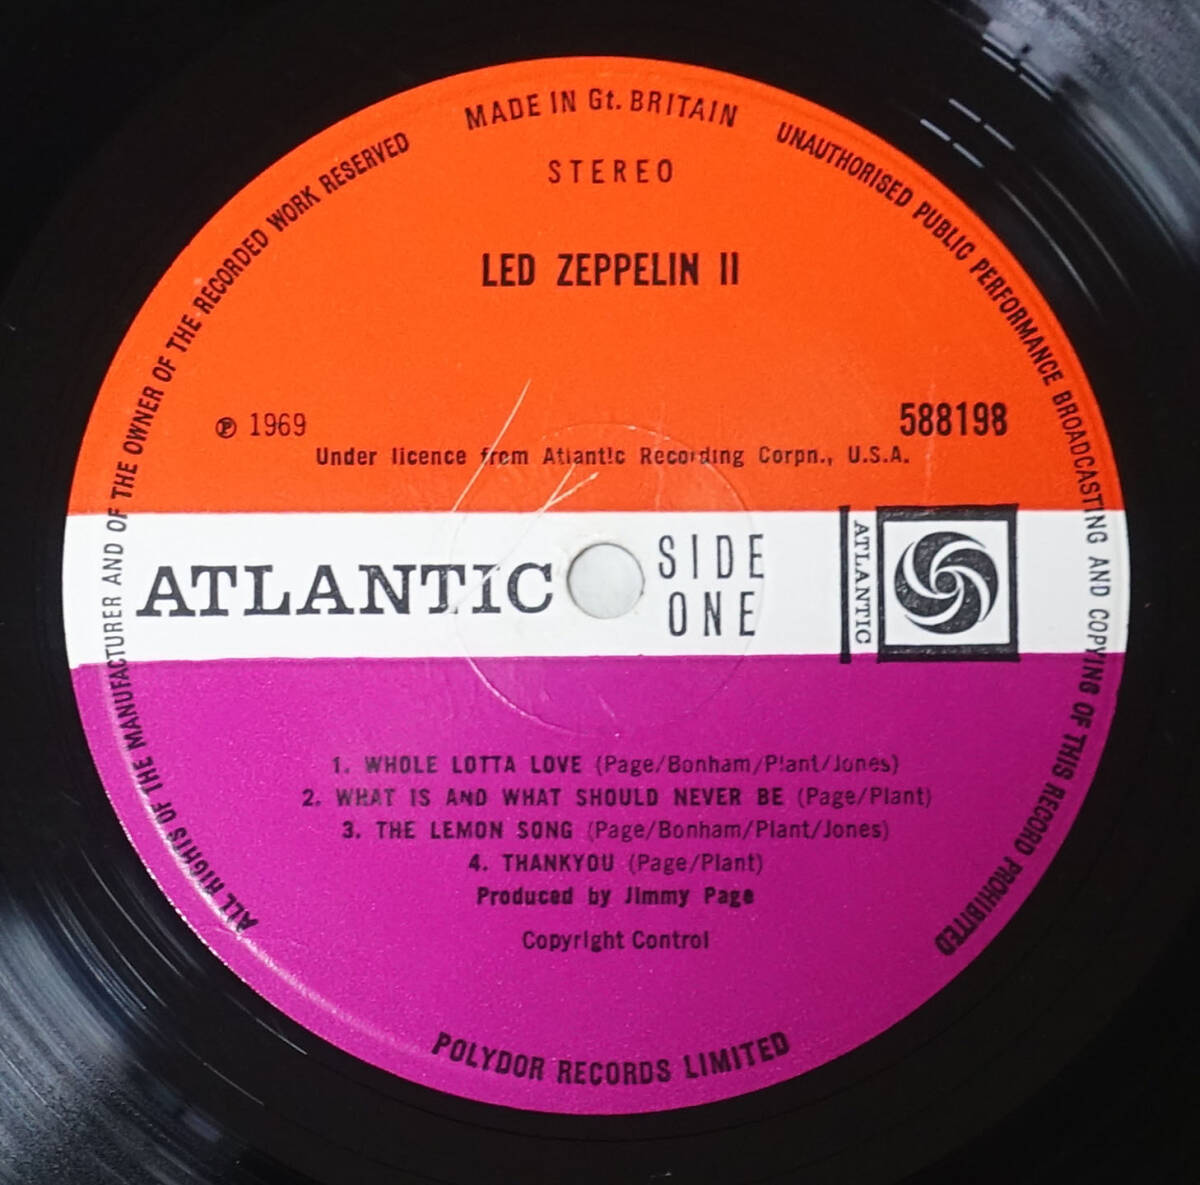 MADE IN Gt. BRITAIN
UNAUTHORISED PUBLIC PERFORMANCE BROADCASTING AND COPYING OF THIS RECORD PROHIBITED
ALL RIGHTS OF THE MANUFACTURER AND OF THE OWNER OF THE RECORDED WORK RESERVED
STEREO
LED ZEPPELIN II
℗ 1969
588198
Under licence from Atlantic Recording Corpn., U.S.A.
ATLANTIC
SIDE
ONE
ATLANTIC
1. WHOLE LOTTA LOVE (Page/Bonham/Plant/Jones)
2. WHAT IS AND WHAT SHOULD NEVER BE (Page/Plant)
3. THE LEMON SONG (Page/Bonham/Plant/Jones)
4. THANKYOU (Page/Plant)
Produced by Jimmy Page
Copyright Control
POLYDOR RECORDS LIMITED